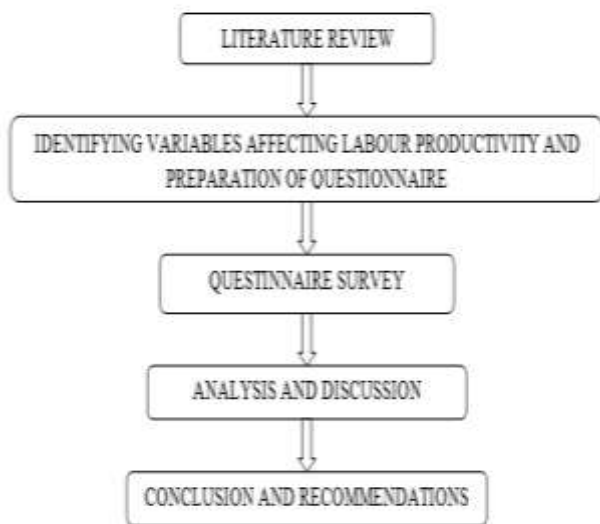 LITERATURE REVIEW
IDENTIFYING VARIABLES AFFECTING LABOUR PRODUCTIVITY AND
PREPARATION OF QUESTIONNAIRE
QUESTINNAIRE SURVEY
ANALYSIS AND DISCUSSION
CONCLUSION AND RECOMMENDATIONS